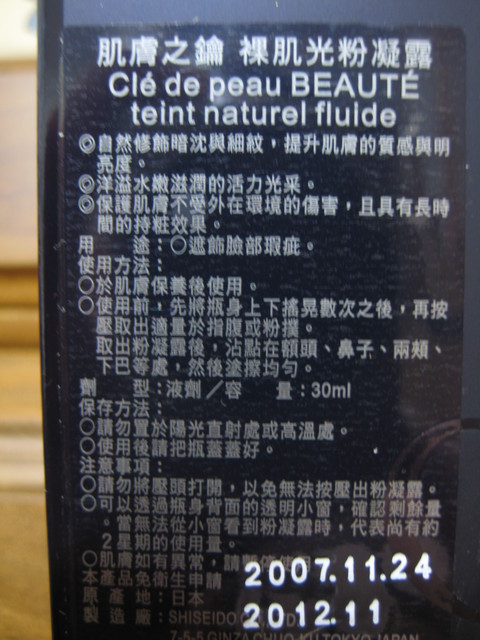 肌膚之鑰 裸肌光粉凝露
Clé de peau BEAUTÉ
teint naturel fluide
◎自然修飾暗沈與細紋，提升肌膚的質感與明
亮度。
◎洋溢水嫩滋潤的活力光采。
◎保護肌膚不受外在環境的傷害，且具有長時
間的持粧效果。
用　　途：○遮飾臉部瑕疵。
使用方法：
○於肌膚保養後使用。
○使用前，先將瓶身上下搖晃數次之後，再按
壓取出適量於指腹或粉撲。
取出粉凝露後，沾點在額頭、鼻子、兩頰、
下巴等處，然後塗擦均勻。
劑　　型：液劑／容　　量：30ml
保存方法：
○請勿置於陽光直射處或高溫處。
○使用後請把瓶蓋蓋好。
注意事項：
○請勿將壓頭打開，以免無法按壓出粉凝露。
○可以透過瓶身背面的透明小窗，確認剩餘量
。當無法從小窗看到粉凝露時，代表尚有約
2星期的使用量。
○肌膚如有異常，請
本產品免衛生申請 2007.11.24
原 產 地：日本
製 造 廠：SHISEIDO 2012.11
7-5-5 GINZA CHUO-KU TOKYO JAPAN